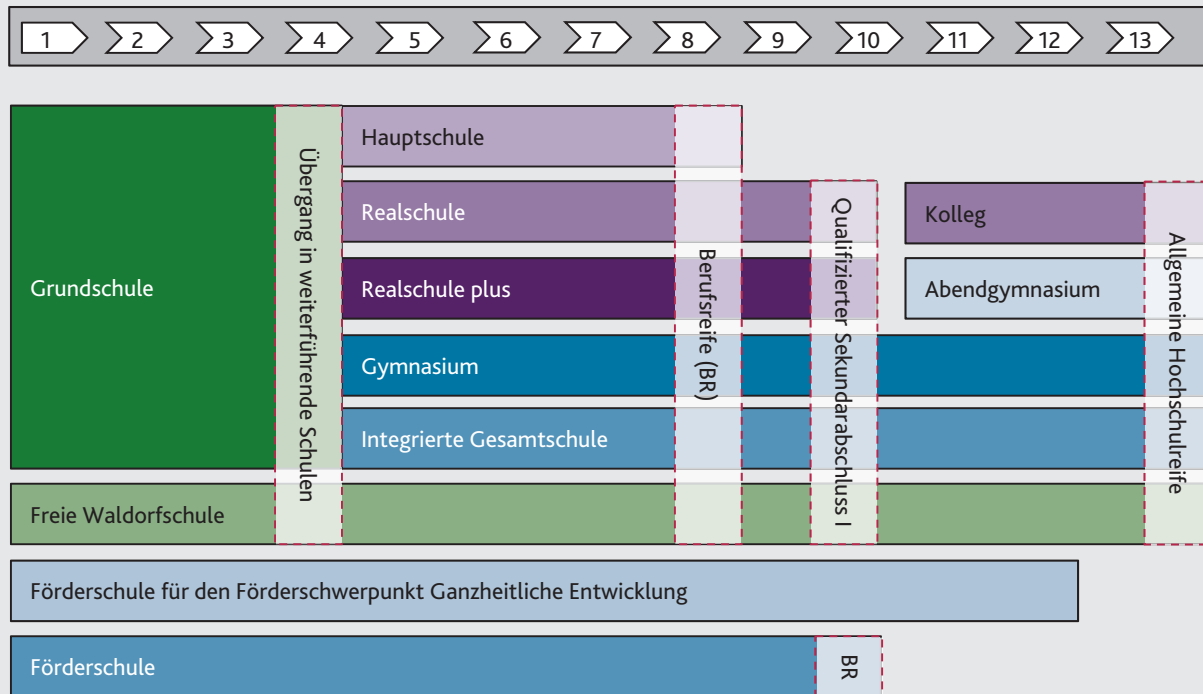 1 2 3 4 5 6 7 8 9 10 11 12 13
Grundschule
Übergang in weiterführende Schulen
Hauptschule
Realschule
Realschule plus
Gymnasium
Integrierte Gesamtschule
Berufsreife (BR)
Qualifizierter Sekundarabschluss I
Kolleg
Abendgymnasium
Allgemeine Hochschulreife
Freie Waldorfschule
Förderschule für den Förderschwerpunkt Ganzheitliche Entwicklung
Förderschule
BR